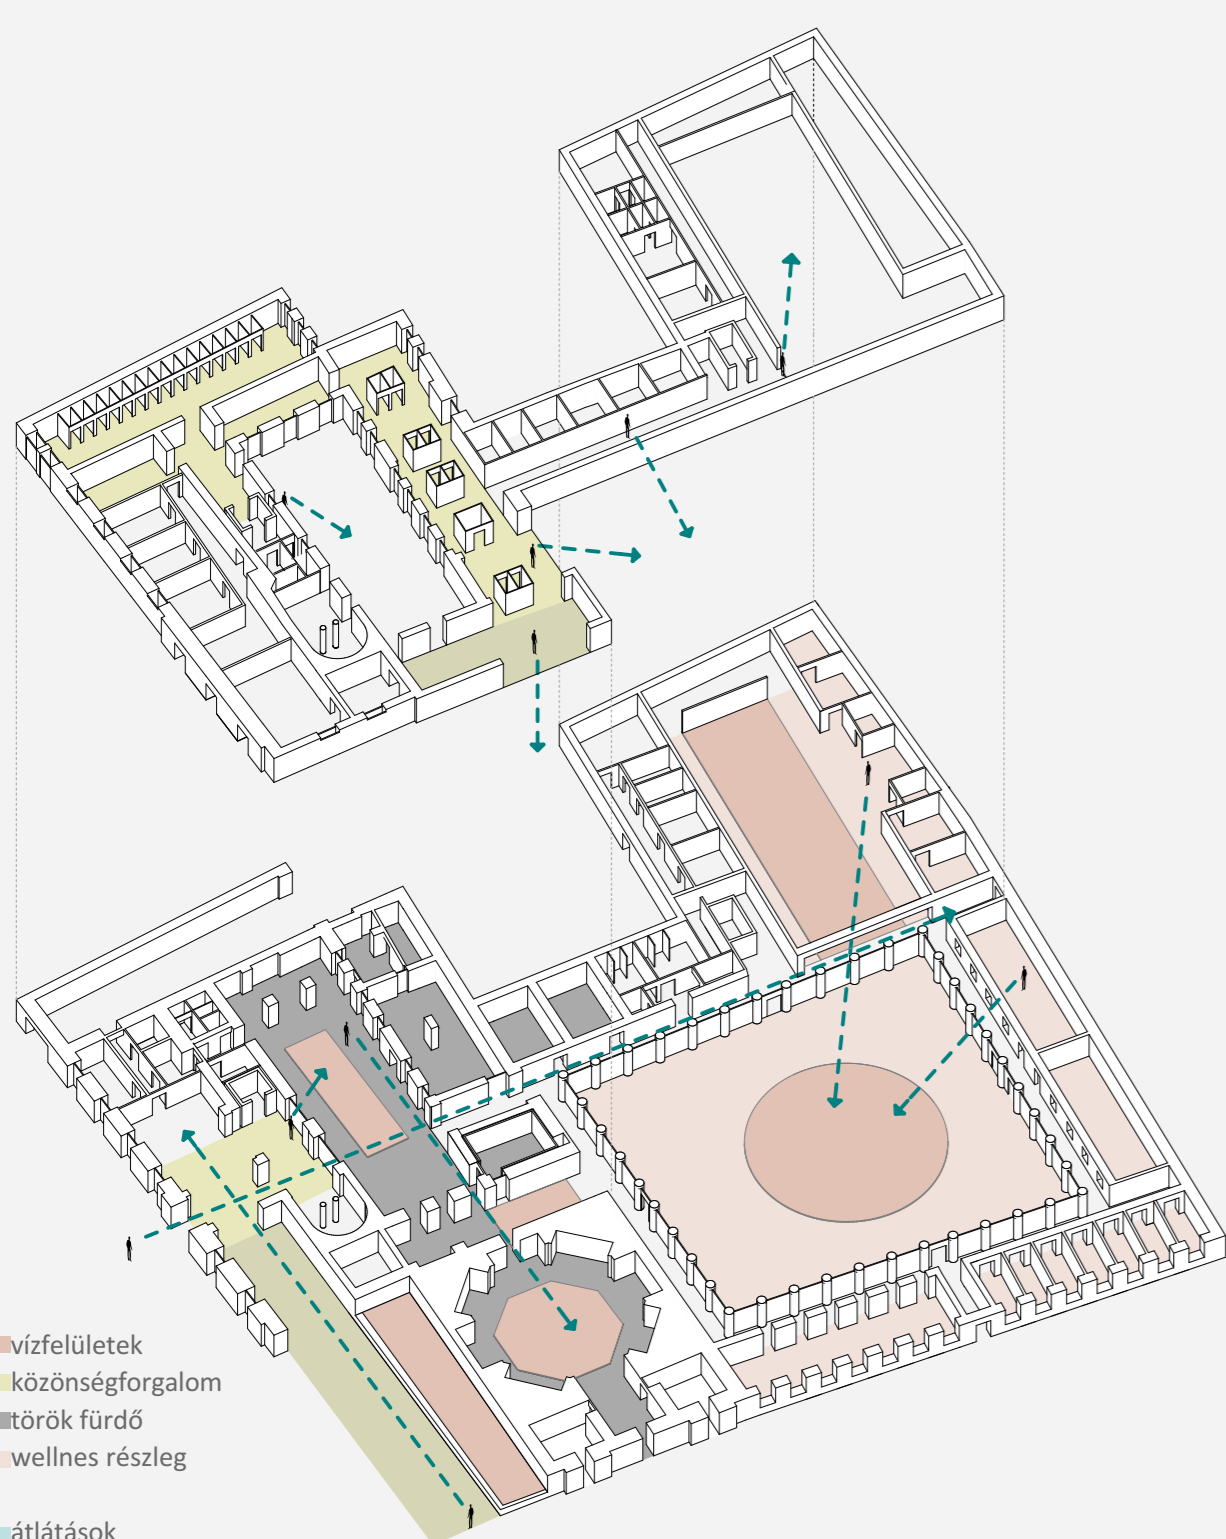 vízfelületek
közönségforgalom
török fürdő
wellnes részleg
átlátások